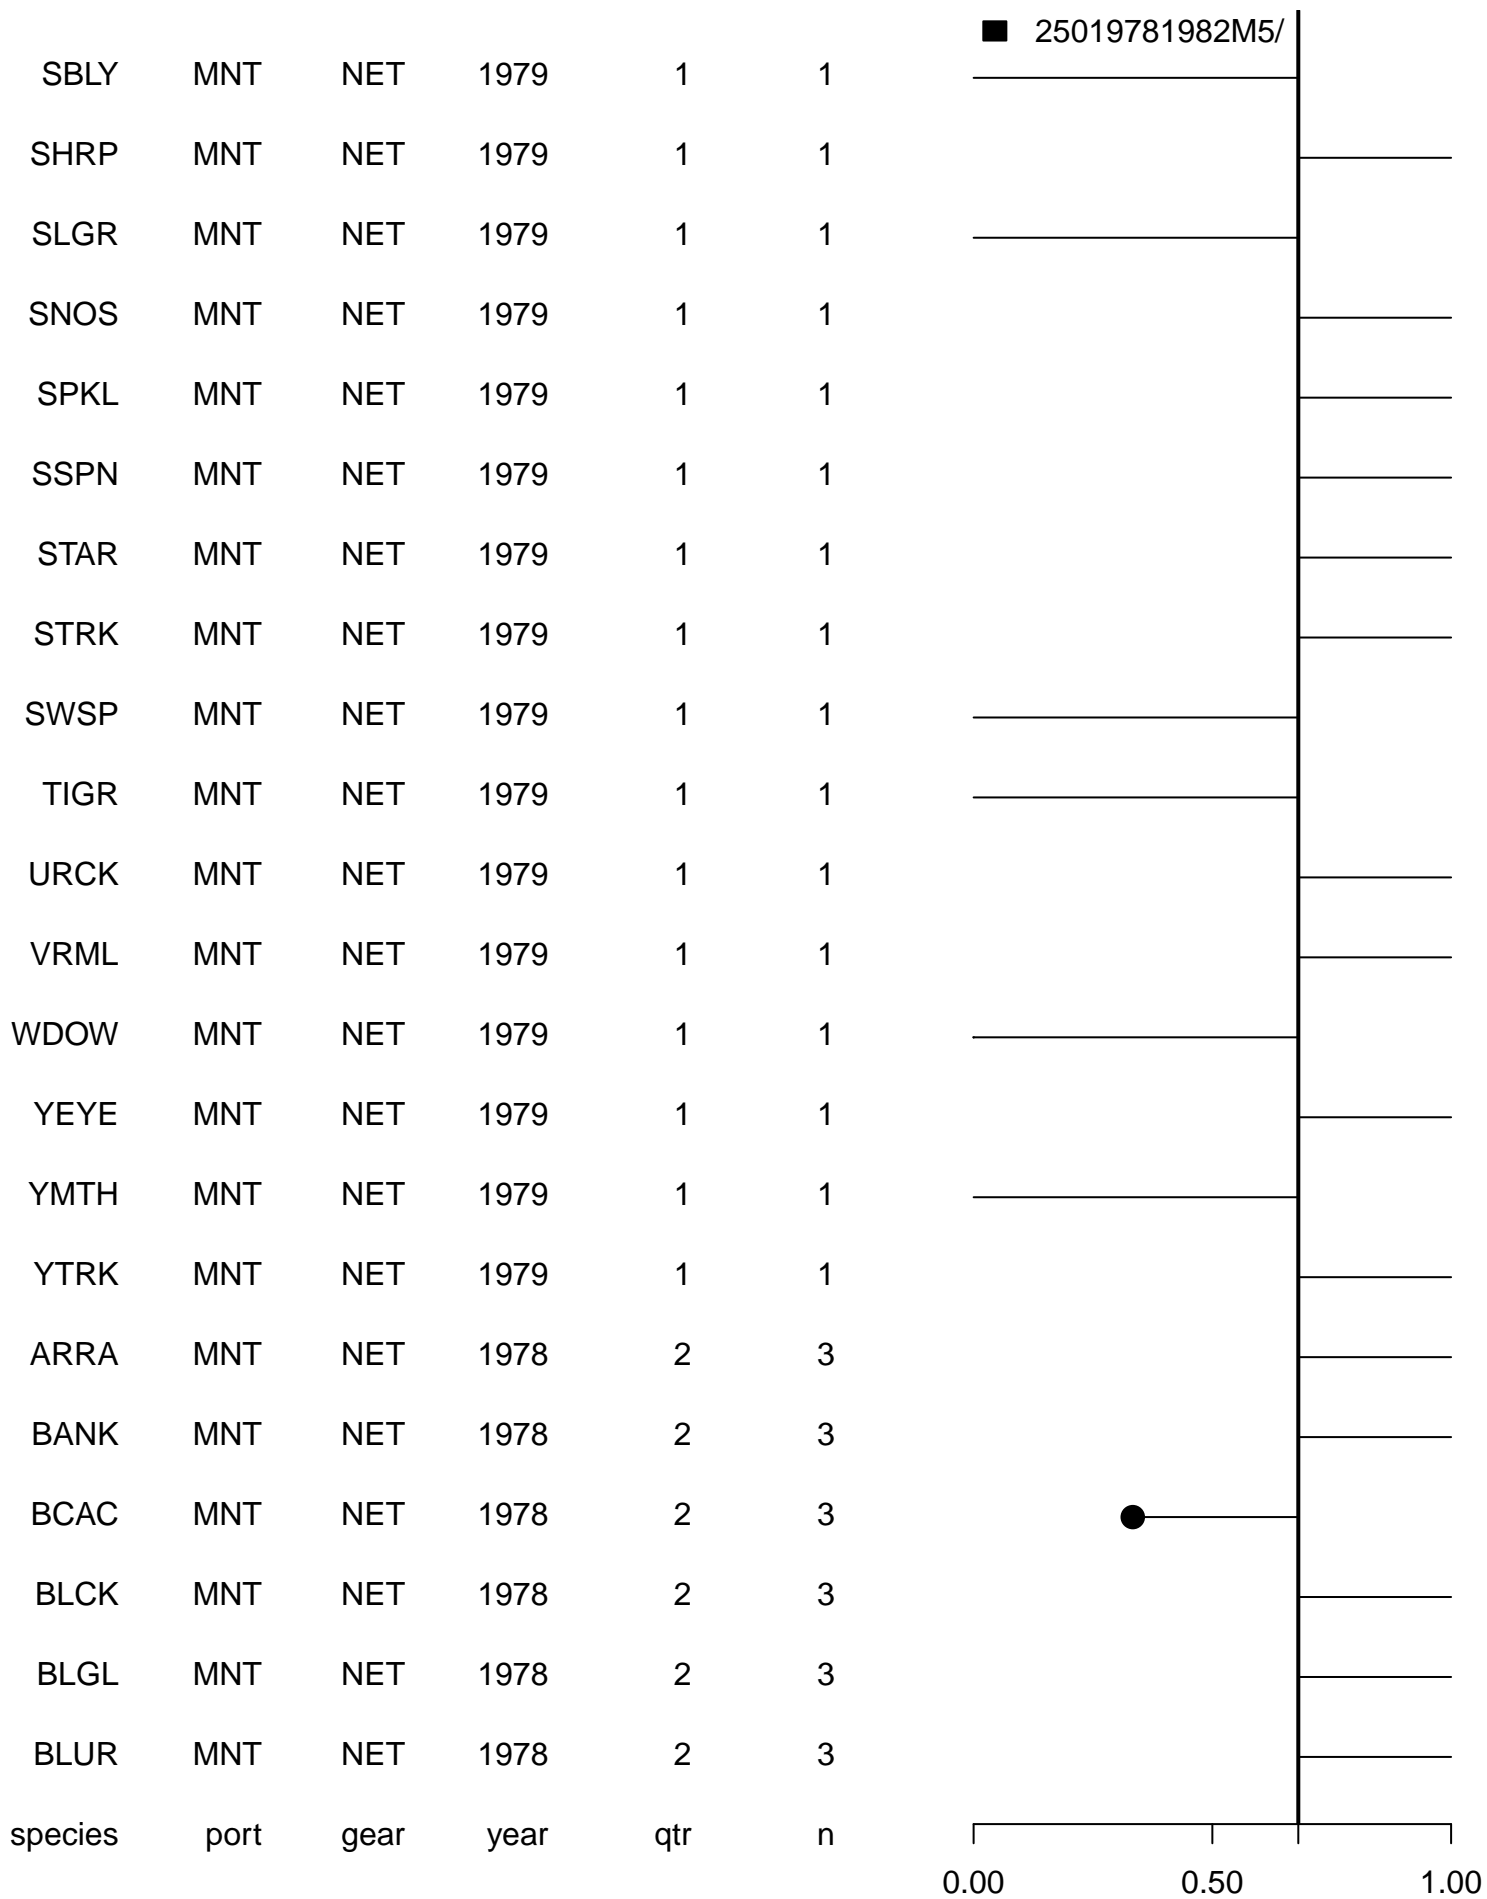 25019781982M5/
SBLY MNT NET 1979 1 1
SHRP MNT NET 1979 1 1
SLGR MNT NET 1979 1 1
SNOS MNT NET 1979 1 1
SPKL MNT NET 1979 1 1
SSPN MNT NET 1979 1 1
STAR MNT NET 1979 1 1
STRK MNT NET 1979 1 1
SWSP MNT NET 1979 1 1
TIGR MNT NET 1979 1 1
URCK MNT NET 1979 1 1
VRML MNT NET 1979 1 1
WDOW MNT NET 1979 1 1
YEYE MNT NET 1979 1 1
YMTH MNT NET 1979 1 1
YTRK MNT NET 1979 1 1
ARRA MNT NET 1978 2 3
BANK MNT NET 1978 2 3
BCAC MNT NET 1978 2 3
BLCK MNT NET 1978 2 3
BLGL MNT NET 1978 2 3
BLUR MNT NET 1978 2 3
species port gear year qtr n
0.00 0.50 1.00